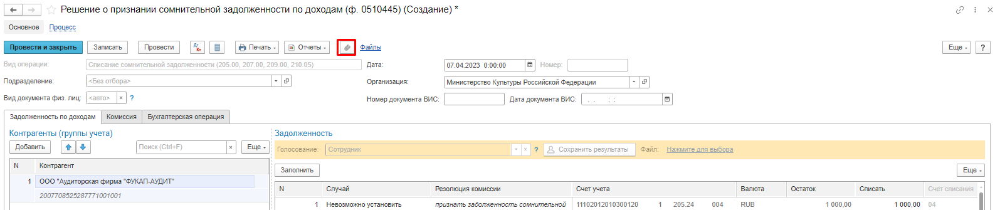 Решение о признании сомнительной задолженности по доходам (ф. 0510445) (Создание) *
Основное Процесс
Провести и закрыть Записать Провести Дт Кт Печать Отчеты Файлы Еще ?
Вид операции: Списание сомнительной задолженности (205.00, 207.00, 209.00, 210.05) Дата: 07.04.2023 0:00:00 Номер:
Подразделение: <Без отбора> Организация: Министерство Культуры Российской Федерации
Вид документа физ. лиц: <авто> × ? Номер документа ВИС: Дата документа ВИС: . . : :
Задолженность по доходам Комиссия Бухгалтерская операция
Контрагенты (группы учета) Задолженность
Добавить Поиск (Ctrl+F) × Еще Голосование: Сотрудник × ? Сохранить результаты Файл: Нажмите для выбора
N Контрагент Заполнить Еще
1 ООО "Аудиторская фирма "ФУКАП-АУДИТ" N Случай Резолюция комиссии Счет учета Валюта Остаток Списать Счет списания
2007708525287771001001 1 Невозможно установить признать задолженность сомнительной 11102012010300120 1 205.24 004 RUB 1 000,00 1 000,00 04